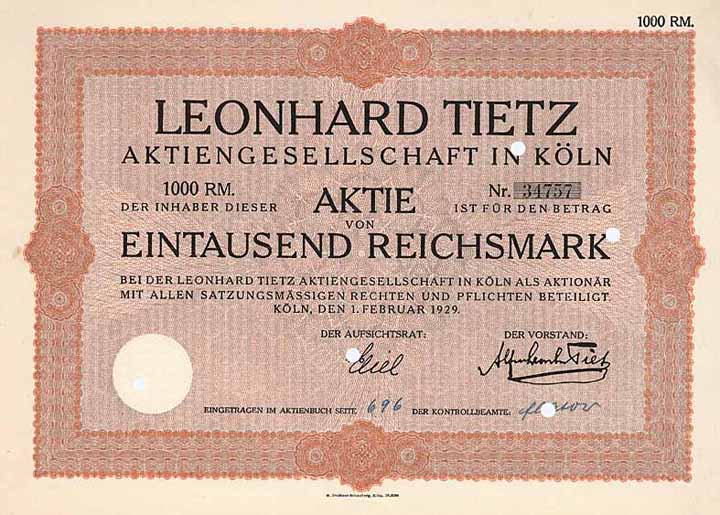 1000 RM.
LEONHARD TIETZ
AKTIENGESELLSCHAFT IN KÖLN
1000 RM. AKTIE Nr. 34757
DER INHABER DIESER VON IST FÜR DEN BETRAG
EINTAUSEND REICHSMARK
BEI DER LEONHARD TIETZ AKTIENGESELLSCHAFT IN KÖLN ALS AKTIONÄR
MIT ALLEN SATZUNGSMÄSSIGEN RECHTEN UND PFLICHTEN BETEILIGT.
KÖLN, DEN 1. FEBRUAR 1929.
DER AUFSICHTSRAT: DER VORSTAND:
Tietz
EINGETRAGEN IM AKTIENBUCH SEITE 696 DER KONTROLLBEAMTE: